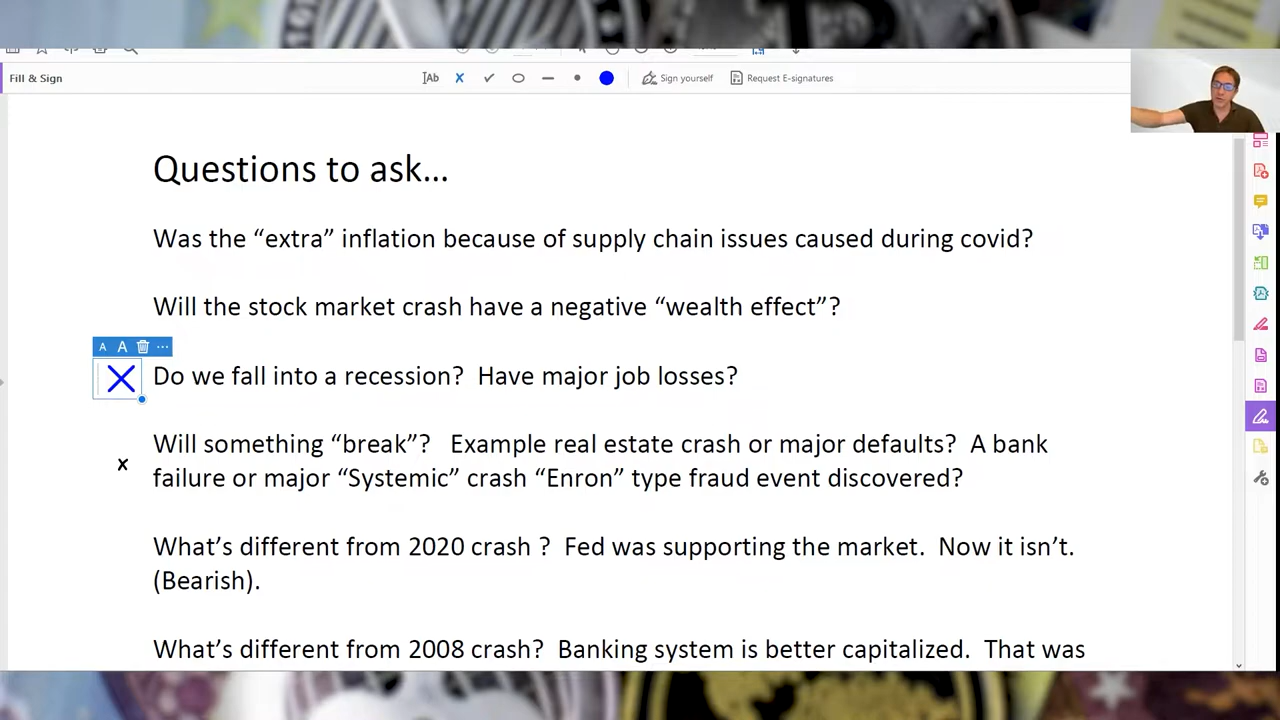 Fill & Sign
Ab
Sign yourself
Request E-signatures
Questions to ask...
Was the “extra” inflation because of supply chain issues caused during covid?
Will the stock market crash have a negative “wealth effect”?
A A ...
Do we fall into a recession?  Have major job losses?
Will something “break”?   Example real estate crash or major defaults?  A bank
x
failure or major “Systemic” crash “Enron” type fraud event discovered?
What’s different from 2020 crash ?  Fed was supporting the market.  Now it isn’t.
(Bearish).
What’s different from 2008 crash?  Banking system is better capitalized.  That was